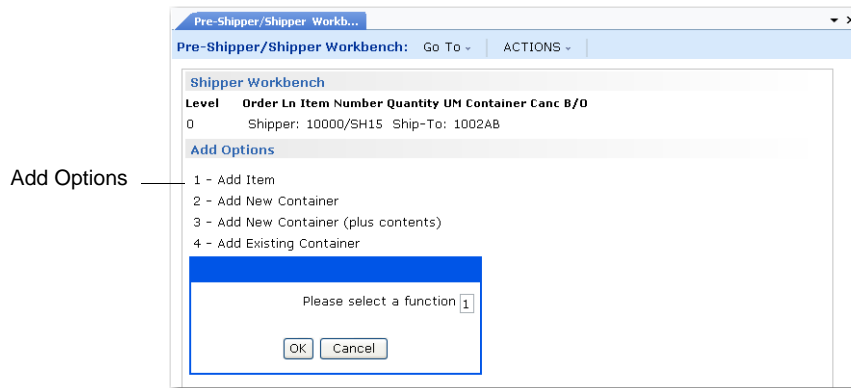 Pre-Shipper/Shipper Workb...
Pre-Shipper/Shipper Workbench: Go To ACTIONS
Shipper Workbench
Level Order Ln Item Number Quantity UM Container Canc B/O
0 Shipper: 10000/SH15 Ship-To: 1002AB
Add Options
Add Options
1 - Add Item
2 - Add New Container
3 - Add New Container (plus contents)
4 - Add Existing Container
Please select a function 1
OK Cancel